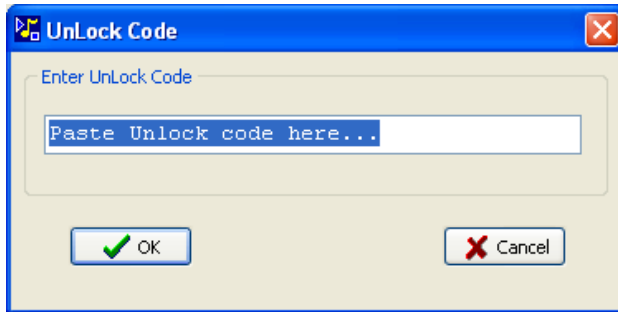 UnLock Code
Enter UnLock Code
Paste Unlock code here...
OK
Cancel